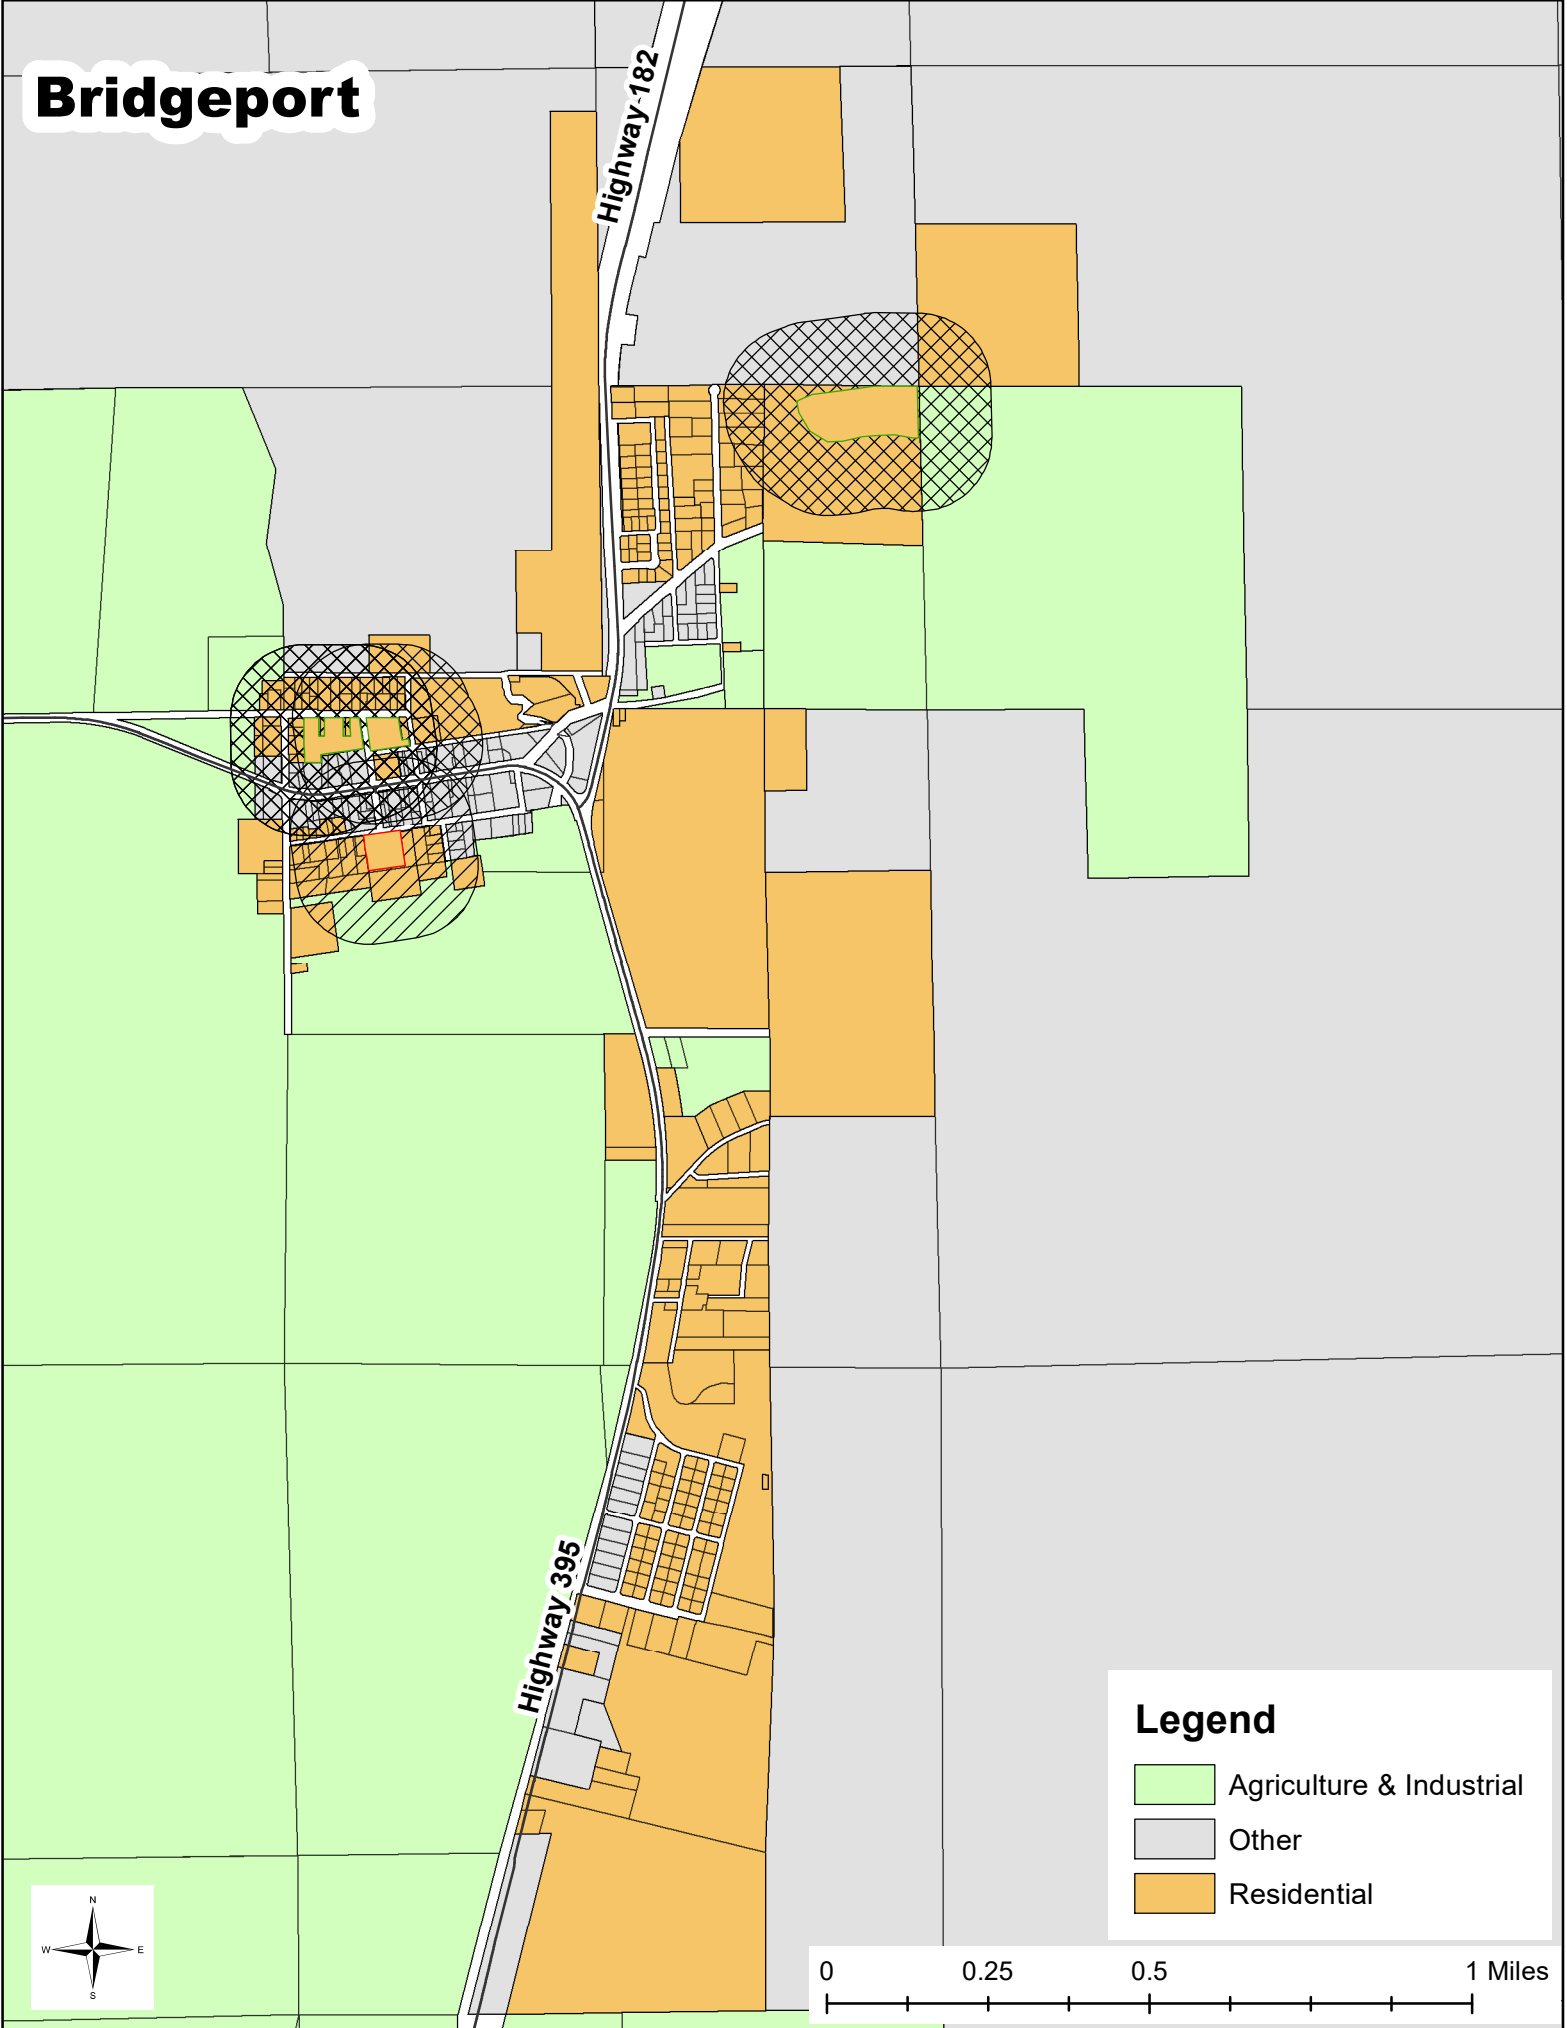 Bridgeport
Highway 182
Highway 395
Legend
Agriculture & Industrial
Other
Residential
N
W E
S
0 0.25 0.5 1 Miles